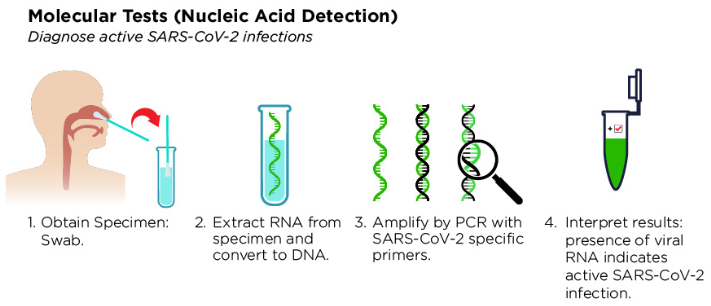 Molecular Tests (Nucleic Acid Detection)
Diagnose active SARS-CoV-2 infections
1. Obtain Specimen:
Swab.
2. Extract RNA from
specimen and
convert to DNA.
3. Amplify by PCR with
SARS-CoV-2 specific
primers.
+
4. Interpret results:
presence of viral
RNA indicates
active SARS-CoV-2
infection.